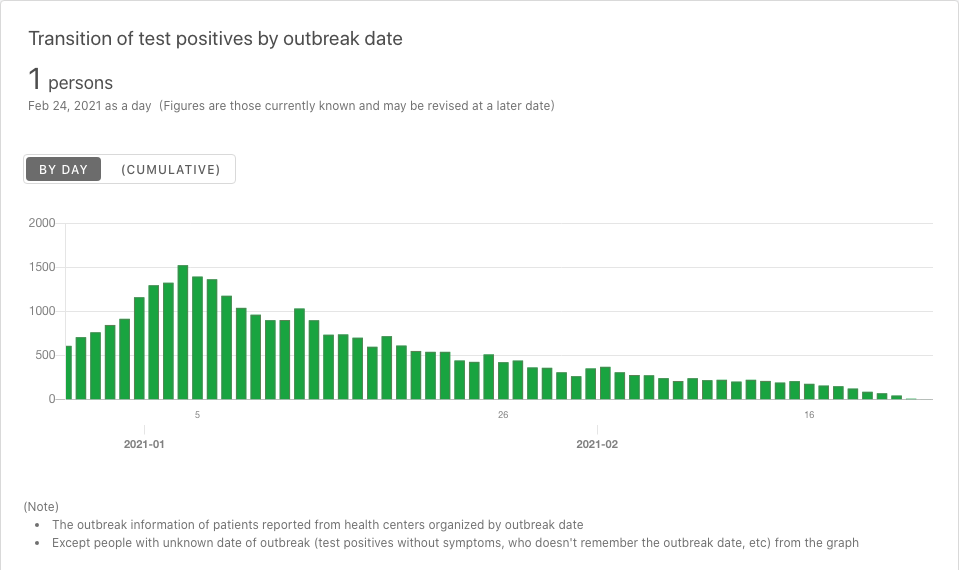 Transition of test positives by outbreak date
1 persons
Feb 24, 2021 as a day (Figures are those currently known and may be revised at a later date)
BY DAY (CUMULATIVE)
2000
1500
1000
500
0
5 26 16
2021-01 2021-02
(Note)
• The outbreak information of patients reported from health centers organized by outbreak date
• Except people with unknown date of outbreak (test positives without symptoms, who doesn't remember the outbreak date, etc) from the graph